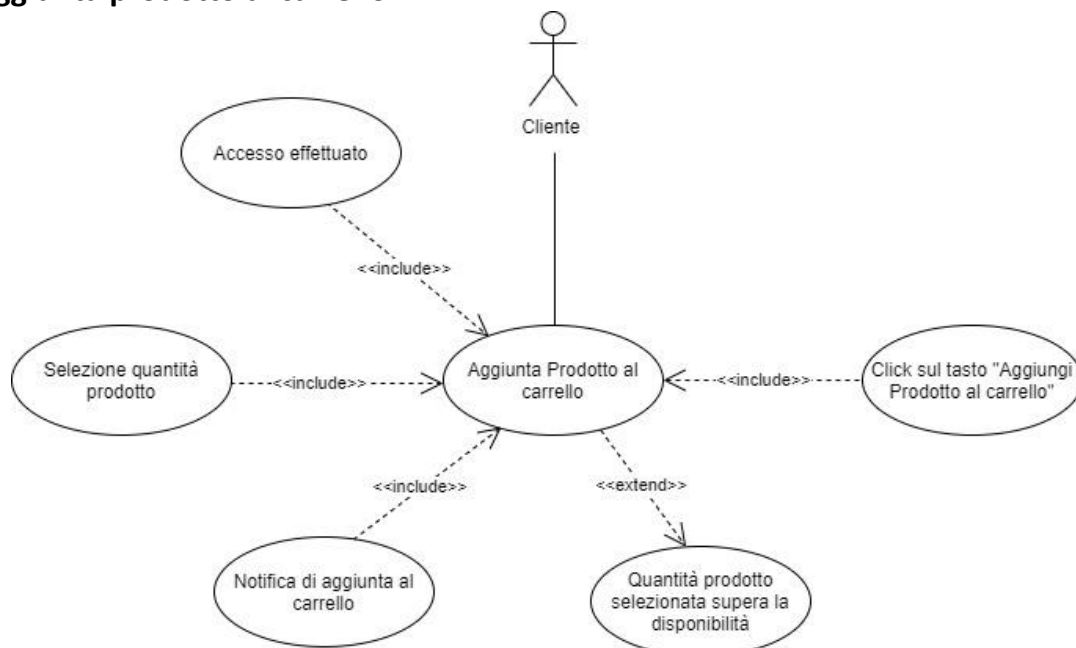 Cliente
Accesso effettuato
<<include>>
Selezione quantità
prodotto
<<include>>
Aggiunta Prodotto al
carrello
<<include>>
Click sul tasto "Aggiungi
Prodotto al carrello"
<<include>>
<<extend>>
Notifica di aggiunta al
carrello
Quantità prodotto
selezionata supera la
disponibilità